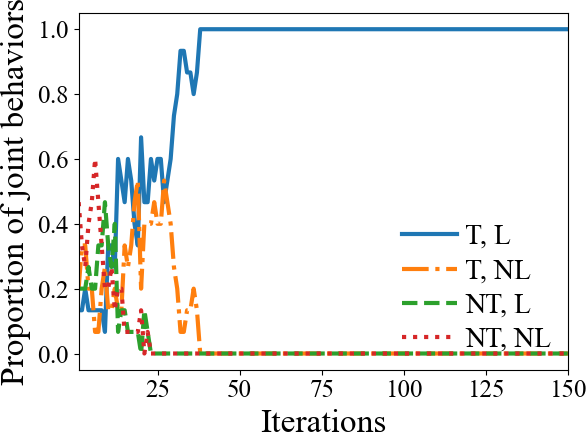 Proportion of joint behaviors
1.0
0.8
0.6
0.4
0.2
0.0
T, L
T, NL
NT, L
NT, NL
25 50 75 100 125 150
Iterations